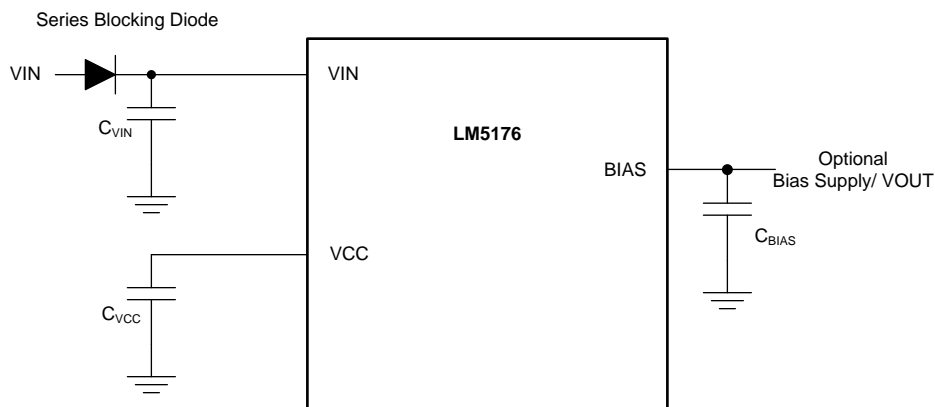 Series Blocking Diode
VIN
VIN
C_VIN
LM5176
BIAS
Optional
Bias Supply/ VOUT
C_BIAS
VCC
C_VCC